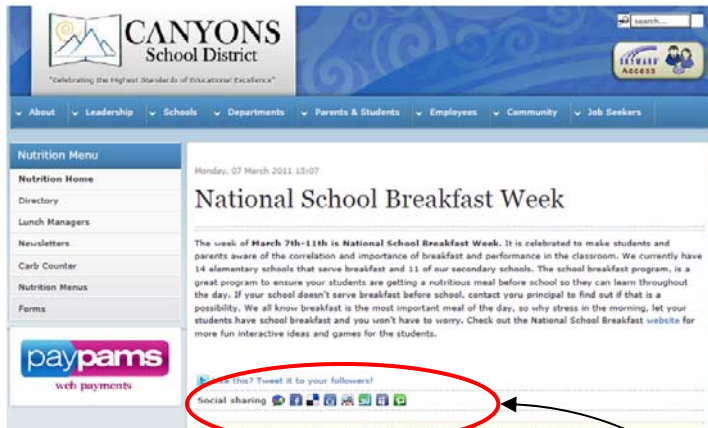 CANYONS
School District
"Celebrating the Highest Standards of Educational Excellence"
search...
SKYWARD
Access
About Leadership Schools Departments Parents & Students Employees Community Job Seekers
Nutrition Menu
Nutrition Home
Directory
Lunch Managers
Newsletters
Carb Counter
Nutrition Menus
Forms
paypams
web payments
Monday, 07 March 2011 15:07
National School Breakfast Week
The week of March 7th-11th is National School Breakfast Week. It is celebrated to make students and
parents aware of the correlation and importance of breakfast and performance in the classroom. We currently have
14 elementary schools that serve breakfast and 11 of our secondary schools. The school breakfast program, is a
great program to ensure your students are getting a nutritious meal before school so they can learn throughout
the day. If your school doesn't serve breakfast before school, contact yoru principal to find out if that is a
possibility. We all know breakfast is the most important meal of the day, so why stress in the morning, let your
students have school breakfast and you won't have to worry. Check out the National School Breakfast website for
more fun interactive ideas and games for the students.
Like this? Tweet it to your followers!
Social sharing